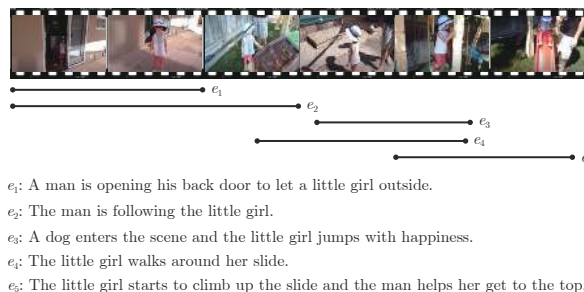 e₁
e₂
e₃
e₄
e
e₁: A man is opening his back door to let a little girl outside.
e₂: The man is following the little girl.
e₃: A dog enters the scene and the little girl jumps with happiness.
e₄: The little girl walks around her slide.
e₅: The little girl starts to climb up the slide and the man helps her get to the top